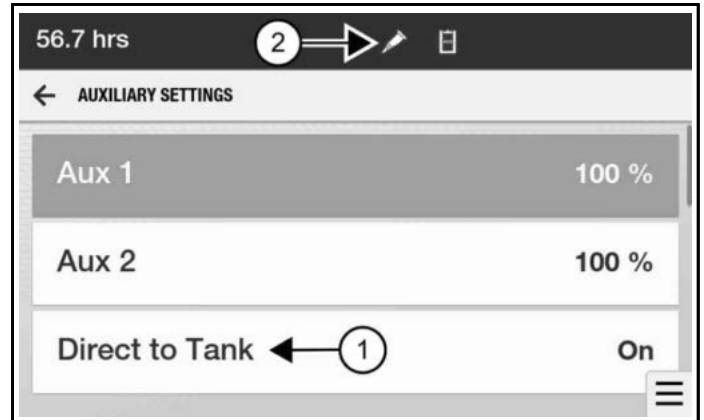 56.7 hrs
2
AUXILIARY SETTINGS
Aux 1 100 %
Aux 2 100 %
Direct to Tank 1 On